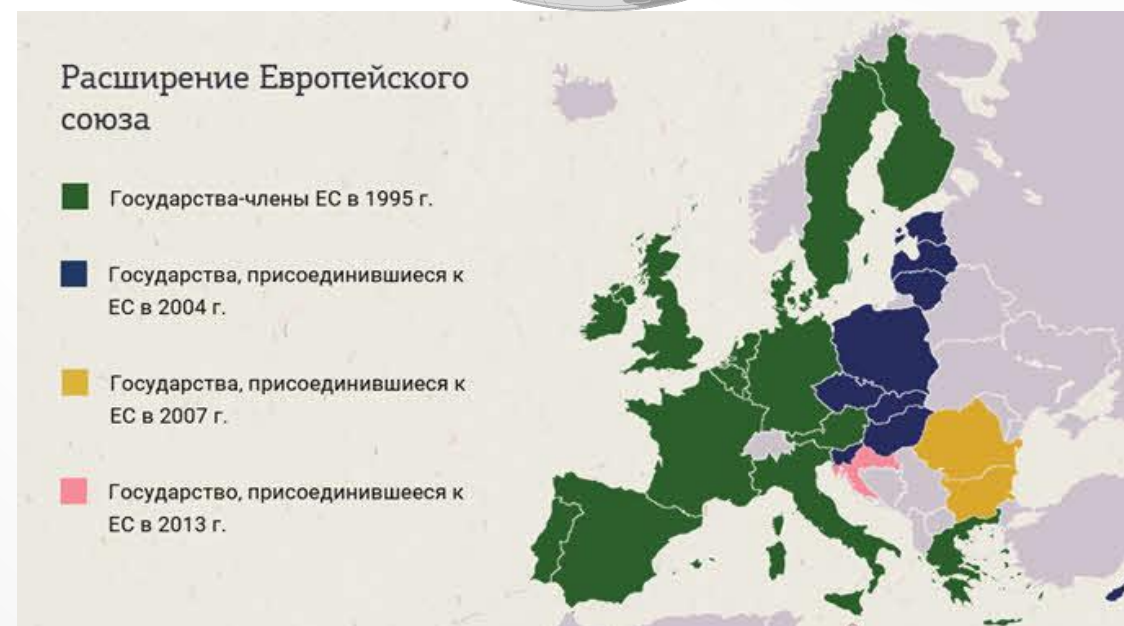 Расширение Европейского
союза
Государства-члены ЕС в 1995 г.
Государства, присоединившиеся к
ЕС в 2004 г.
Государства, присоединившиеся к
ЕС в 2007 г.
Государство, присоединившееся к
ЕС в 2013 г.